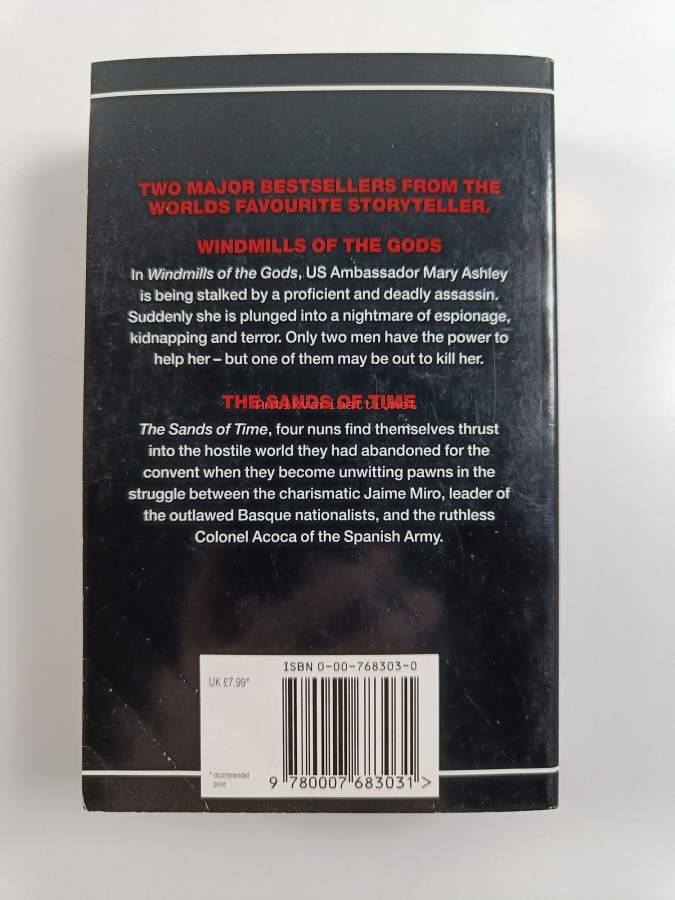 TWO MAJOR BESTSELLERS FROM THE
WORLDS FAVOURITE STORYTELLER.
WINDMILLS OF THE GODS
In Windmills of the Gods, US Ambassador Mary Ashley
is being stalked by a proficient and deadly assassin.
Suddenly she is plunged into a nightmare of espionage,
kidnapping and terror. Only two men have the power to
help her – but one of them may be out to kill her.
THE SANDS OF TIME
Antikvariaatti.net
The Sands of Time, four nuns find themselves thrust
into the hostile world they had abandoned for the
convent when they become unwitting pawns in the
struggle between the charismatic Jaime Miro, leader of
the outlawed Basque nationalists, and the ruthless
Colonel Acoca of the Spanish Army.
ISBN 0-00-768303-0
UK £7.99*
* recommended
price
9 780007 683031 >